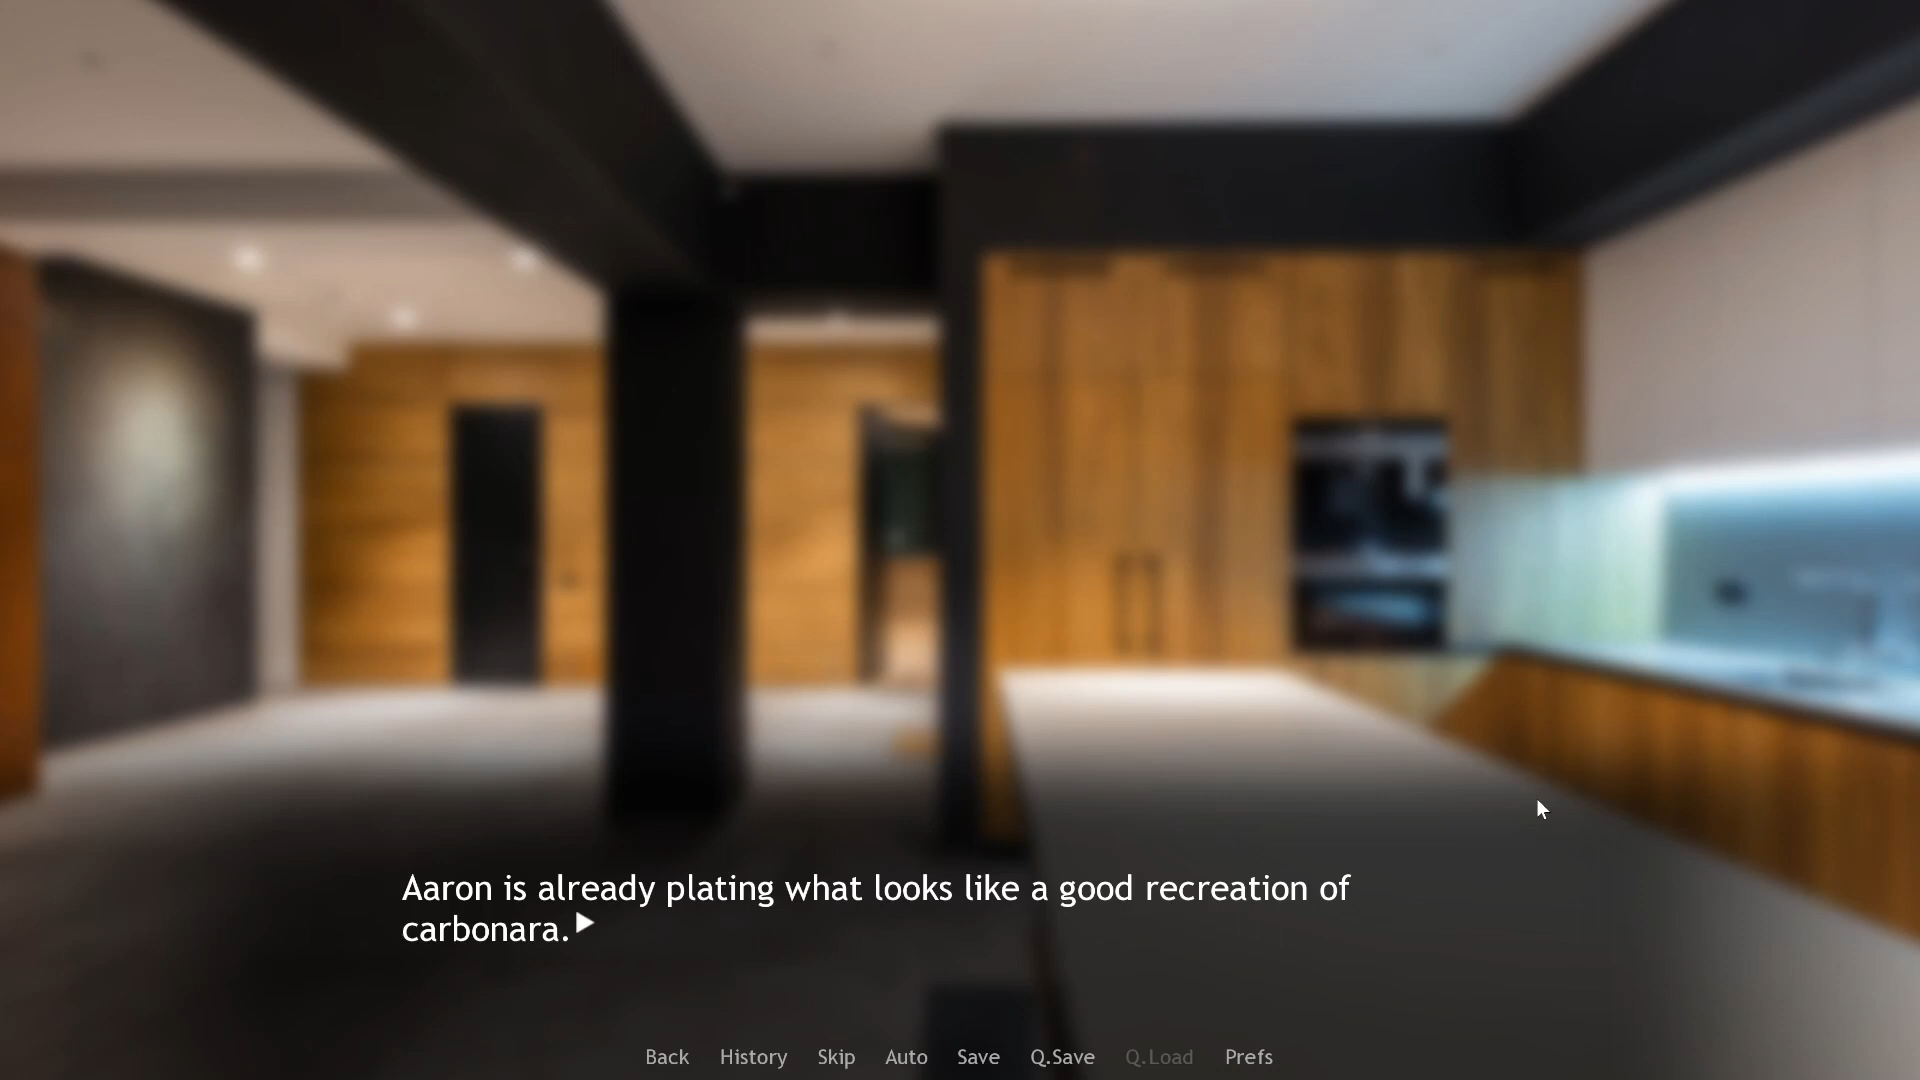 Aaron is already plating what looks like a good recreation of
carbonara.
Back History Skip Auto Save Q.Save Q.Load Prefs